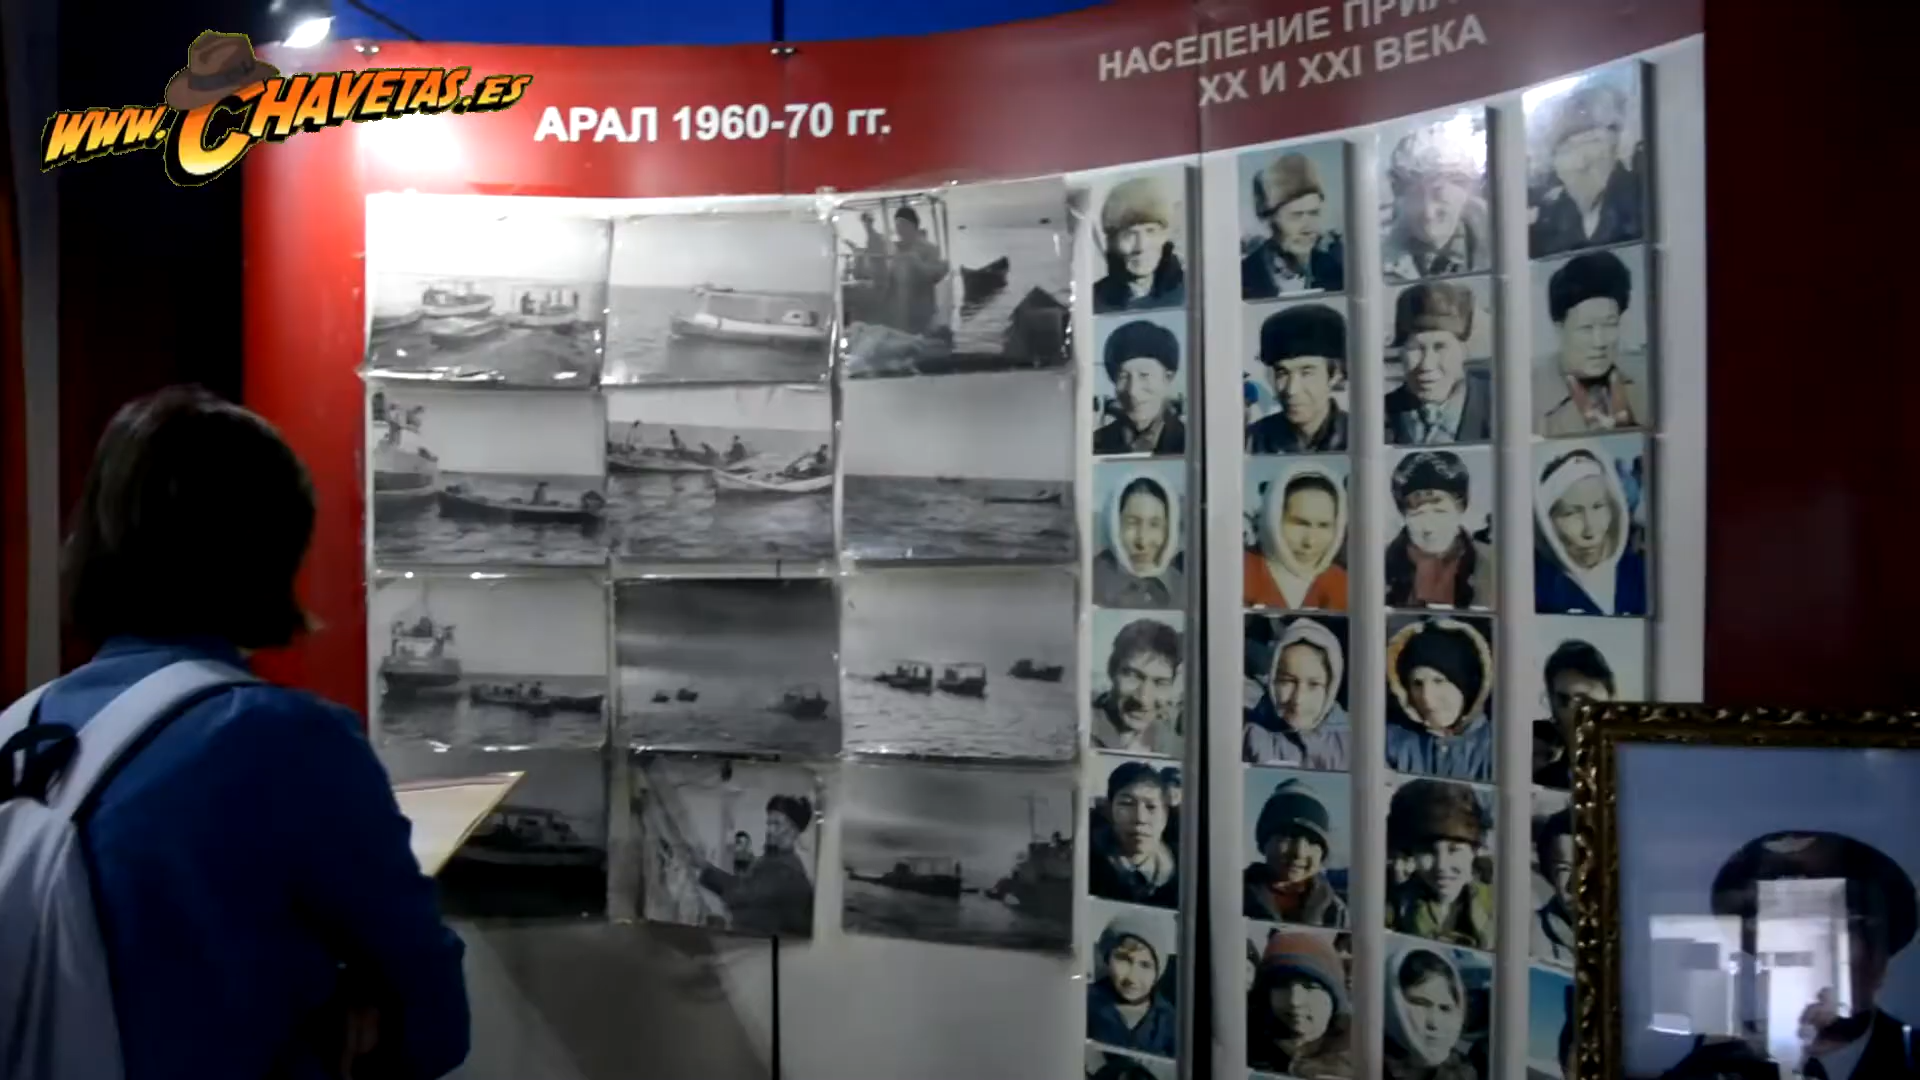 www.CHAVETAS.ES
АРАЛ 1960-70 гг.
НАСЕЛЕНИЕ
XX И XXI ВЕКА